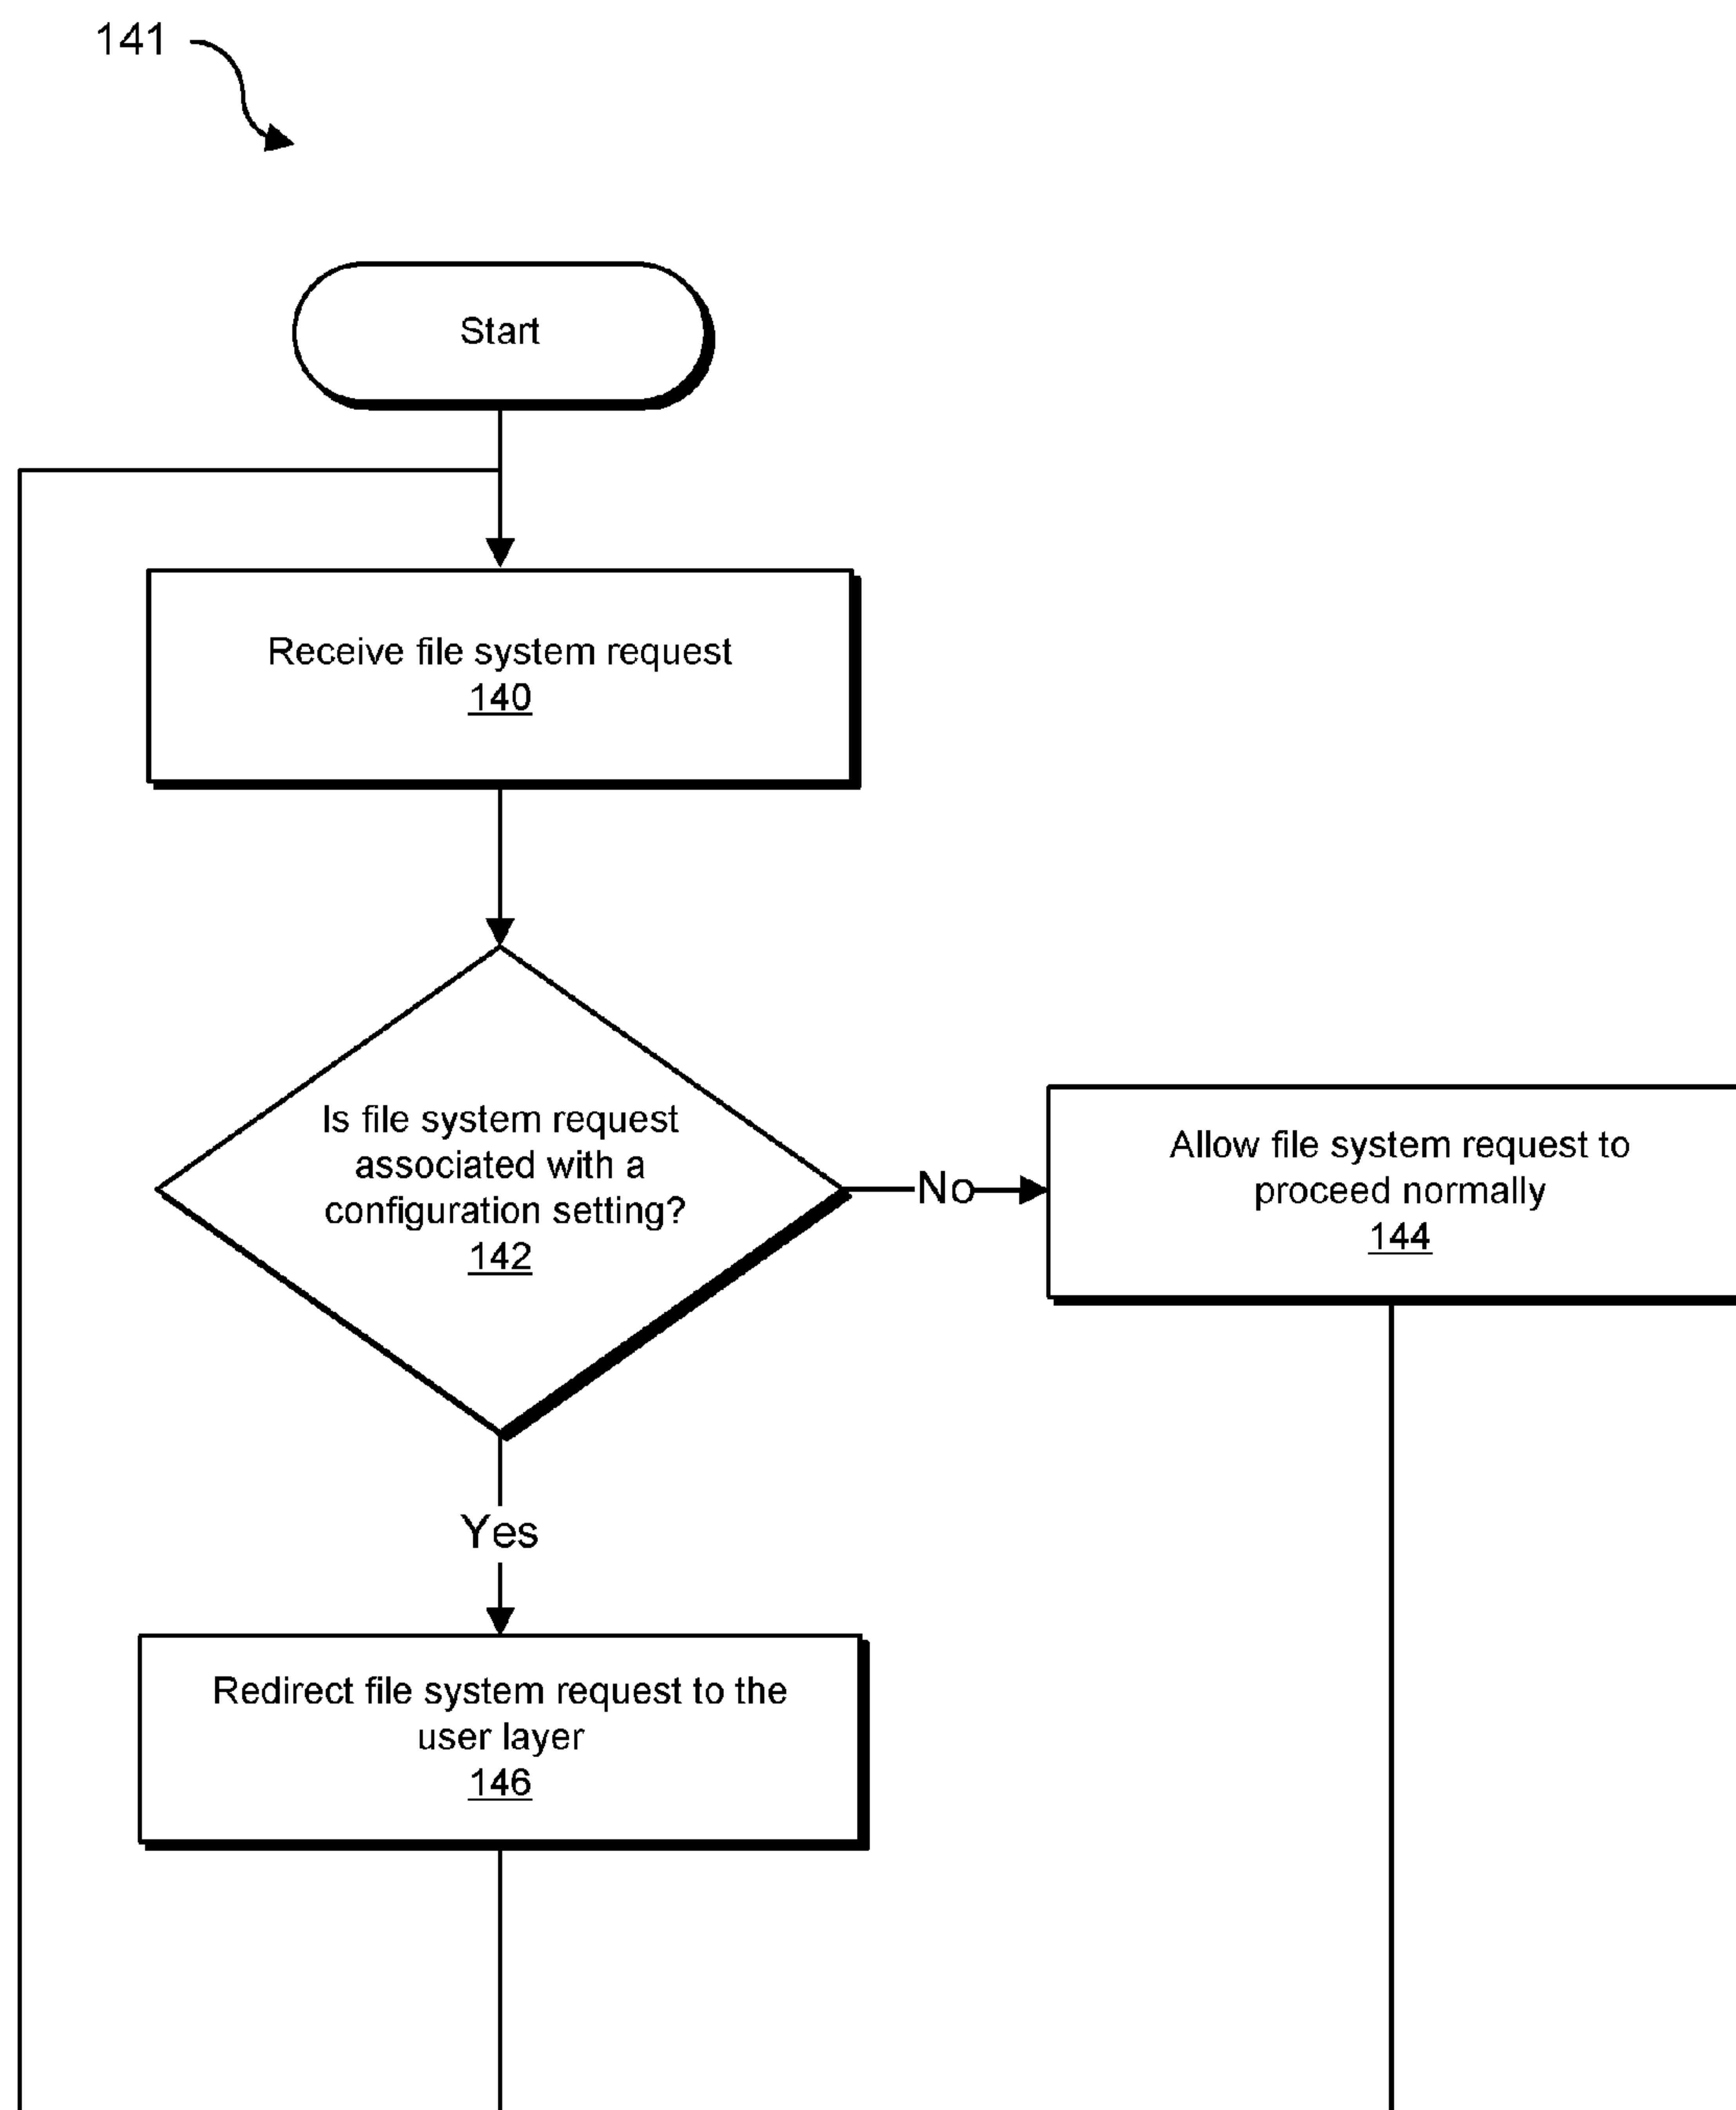 141
Start
Receive file system request
140
Is file system request
associated with a
configuration setting?
142
No
Allow file system request to
proceed normally
144
Yes
Redirect file system request to the
user layer
146